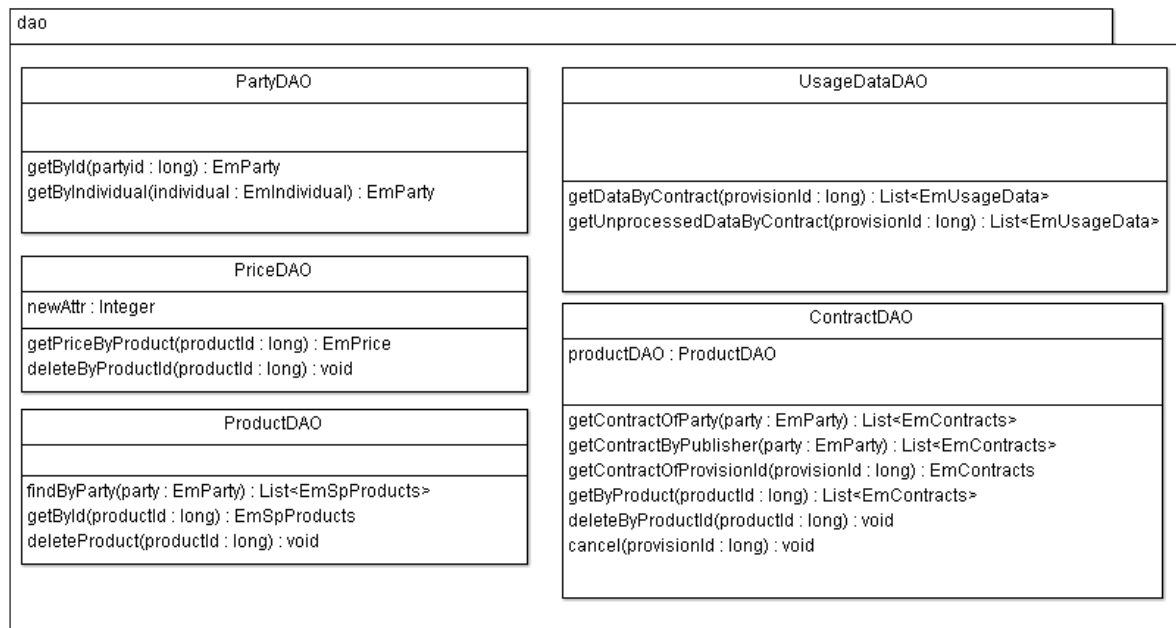 dao
PartyDAO
getById(partyid : long) : EmParty
getByIndividual(individual : EmIndividual) : EmParty
PriceDAO
newAttr : Integer
getPriceByProduct(productId : long) : EmPrice
deleteByProductId(productId : long) : void
ProductDAO
findByParty(party : EmParty) : List<EmSpProducts>
getById(productId : long) : EmSpProducts
deleteProduct(productId : long) : void
UsageDataDAO
getDataByContract(provisionId : long) : List<EmUsageData>
getUnprocessedDataByContract(provisionId : long) : List<EmUsageData>
ContractDAO
productDAO : ProductDAO
getContractOfParty(party : EmParty) : List<EmContracts>
getContractByPublisher(party : EmParty) : List<EmContracts>
getContractOfProvisionId(provisionId : long) : EmContracts
getByProduct(productId : long) : List<EmContracts>
deleteByProductId(productId : long) : void
cancel(provisionId : long) : void